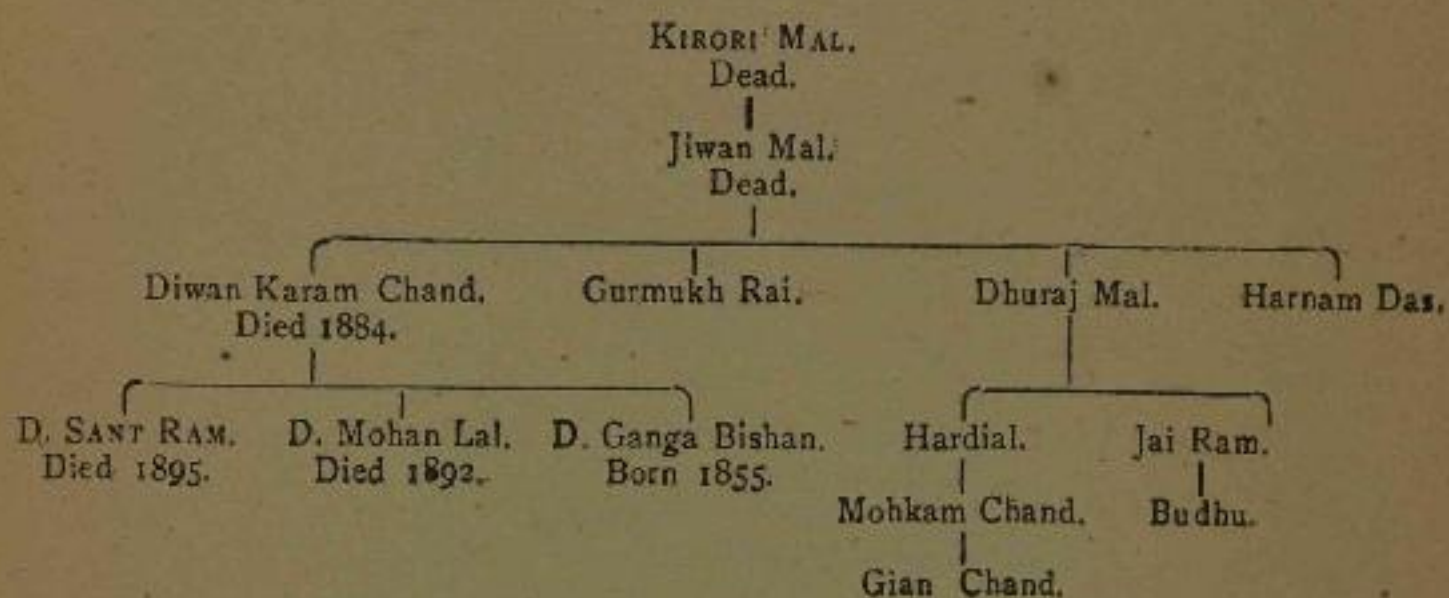 KIRORI MAL.
Dead.
Jiwan Mal.
Dead.
Diwan Karam Chand. Gurmukh Rai. Dhuraj Mal. Harnam Das.
Died 1884.
D. SANT RAM. D. Mohan Lal. D. Ganga Bishan. Hardial. Jai Ram.
Died 1895. Died 1892. Born 1855.
Mohkam Chand. Budhu.
Gian Chand.